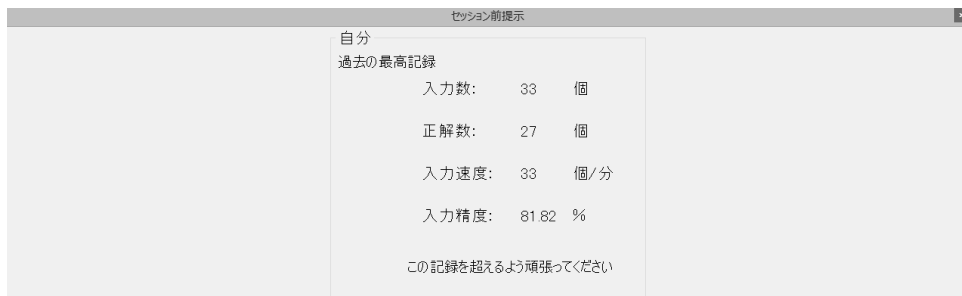 セッション前提示
自分
過去の最高記録
入力数: 33 個
正解数: 27 個
入力速度: 33 個/分
入力精度: 81.82 %
この記録を超えるよう頑張ってください